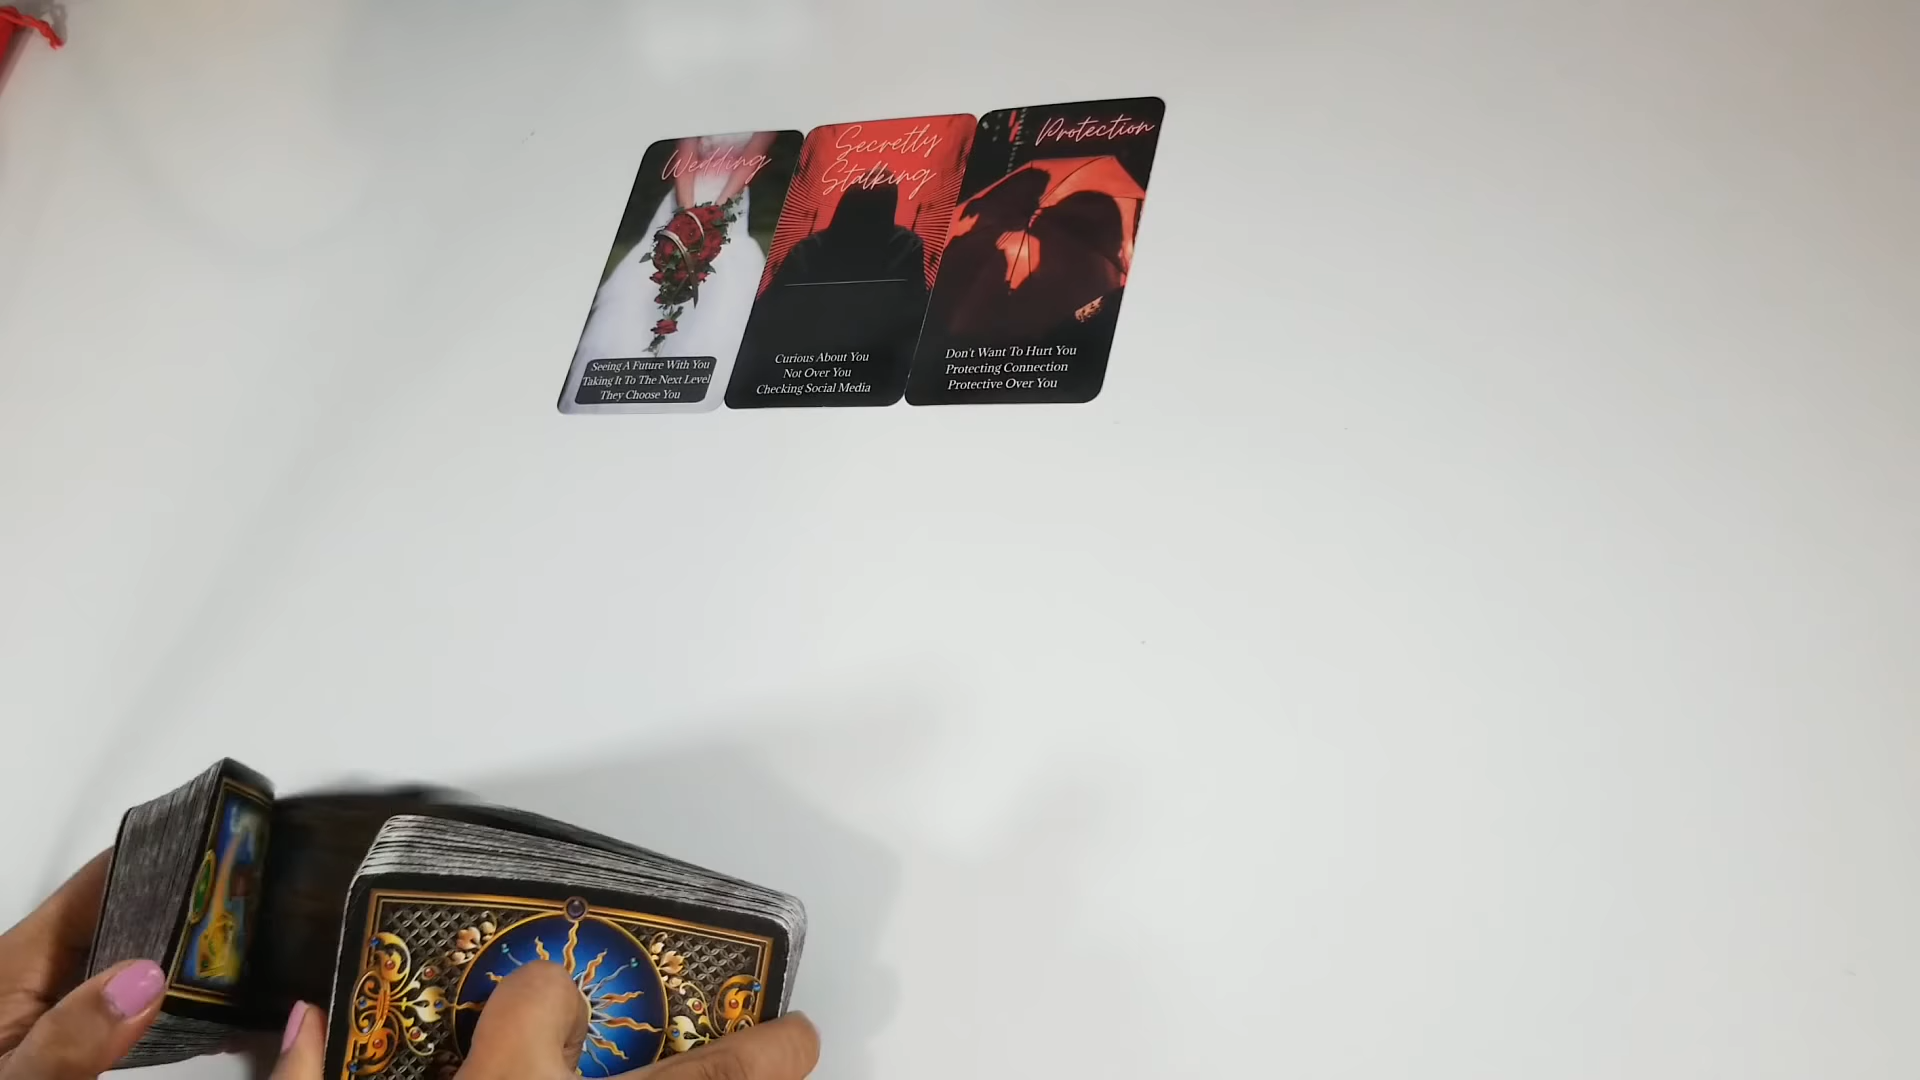 Wedding
Seeing A Future With You
Taking It To The Next Level
They Choose You
Secretly
Stalking
Curious About You
Not Over You
Checking Social Media
Protection
Don't Want To Hurt You
Protecting Connection
Protective Over You